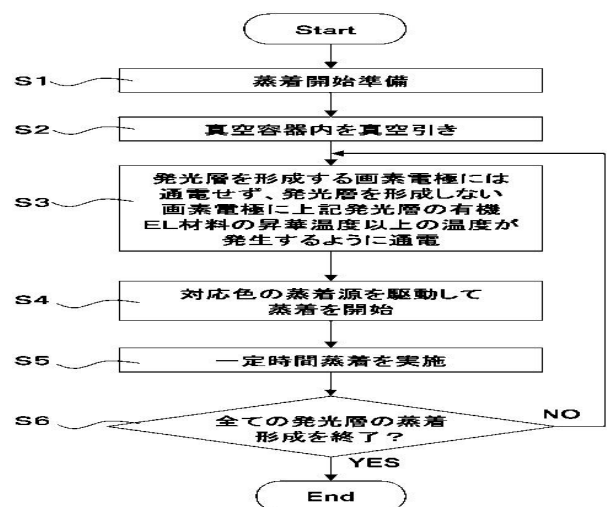 Start
S1
蒸着開始準備
S2
真空容器内を真空引き
S3
発光層を形成する画素電極には
通電せず、発光層を形成しない
画素電極に上記発光層の有機
EL材料の昇華温度以上の温度が
発生するように通電
S4
対応色の蒸着源を駆動して
蒸着を開始
S5
一定時間蒸着を実施
S6
全ての発光層の蒸着
形成を終了?
NO
YES
End